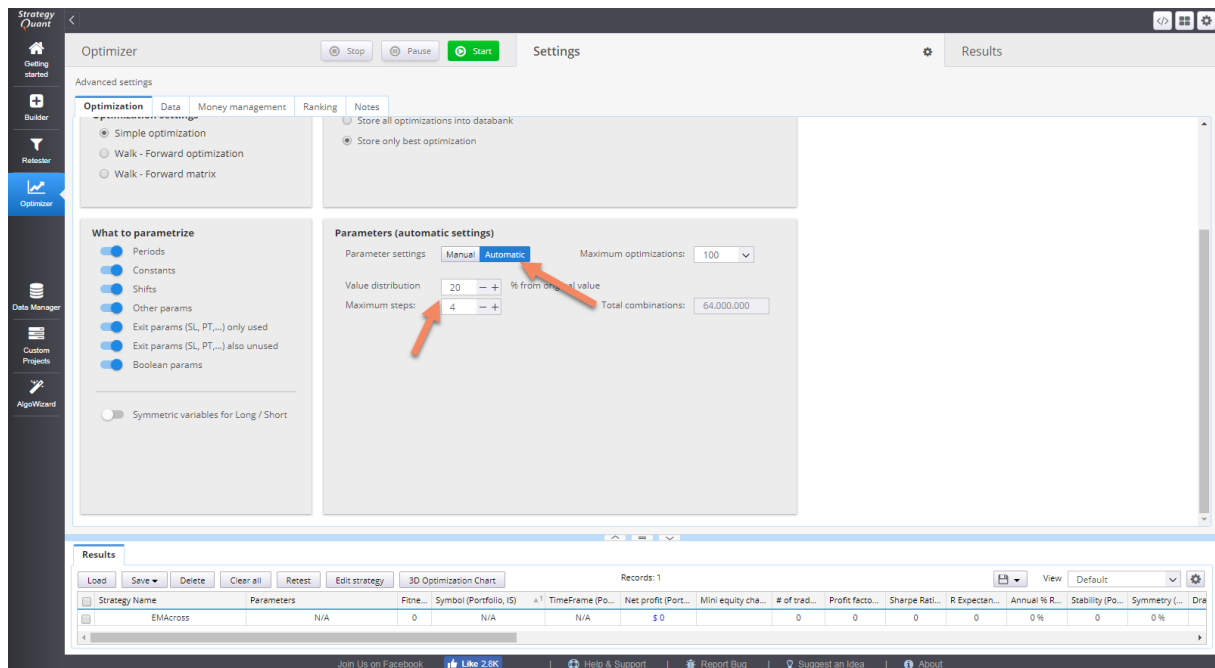 Strategy
Quant
Getting
started
Builder
Retester
Optimizer
Data Manager
Custom
Projects
AlgoWizard
Optimizer
Stop
Pause
Start
Settings
Results
Advanced settings
Optimization
Data
Money management
Ranking
Notes
Optimization settings
Simple optimization
Walk - Forward optimization
Walk - Forward matrix
Store all optimizations into databank
Store only best optimization
What to parametrize
Periods
Constants
Shifts
Other params
Exit params (SL, PT,...) only used
Exit params (SL, PT,...) also unused
Boolean params
Symmetric variables for Long / Short
Parameters (automatic settings)
Parameter settings Manual Automatic Maximum optimizations: 100
Value distribution 20 % from original value
Maximum steps: 4 Total combinations: 64.000.000
Results
Load Save Delete Clear all Retest Edit strategy 3D Optimization Chart Records: 1 View Default
Strategy Name Parameters Fitne... Symbol (Portfolio, IS) 1 TimeFrame (Po... Net profit (Port... Mini equity cha... # of trad... Profit facto... Sharpe Rati... R Expectan... Annual % R... Stability (Po... Symmetry (... Dra
EMAcross N/A 0 N/A N/A $ 0 0 0 0 0 0 % 0 0 %
Join Us on Facebook Like 2.8K | Help & Support | Report Bug | Suggest an Idea | About